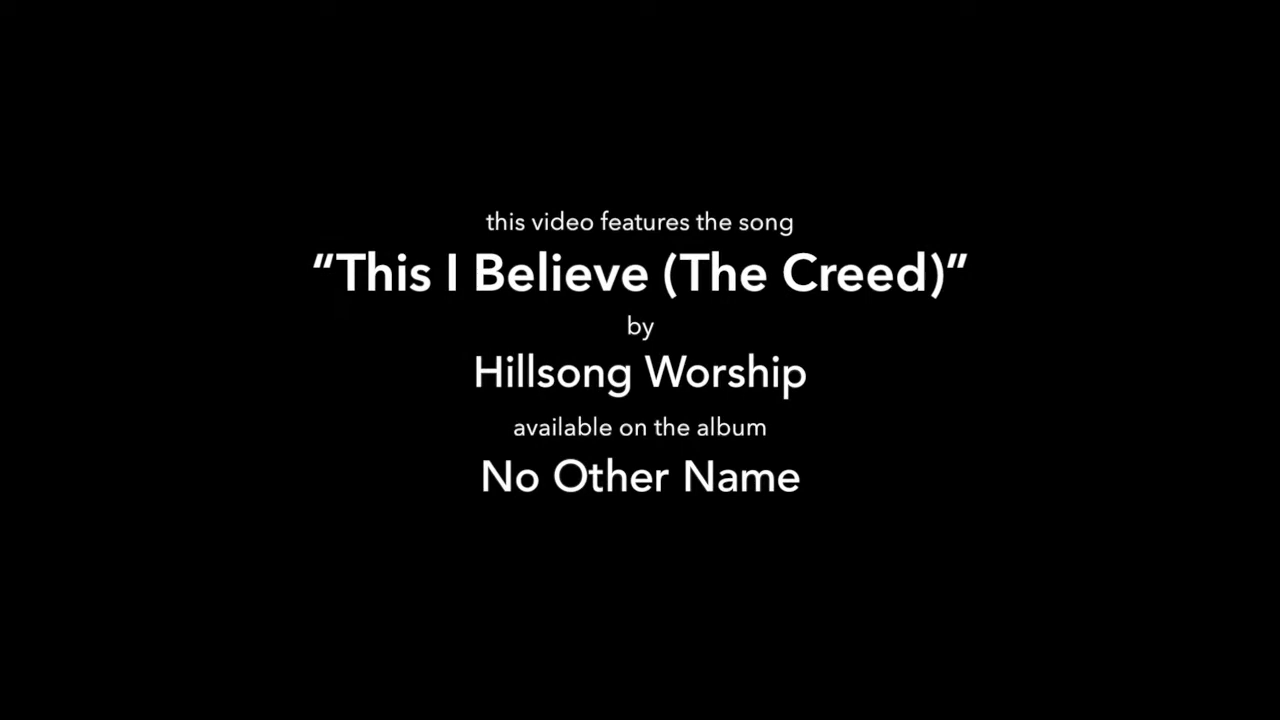 this video features the song
“This I Believe (The Creed)”
by
Hillsong Worship
available on the album
No Other Name